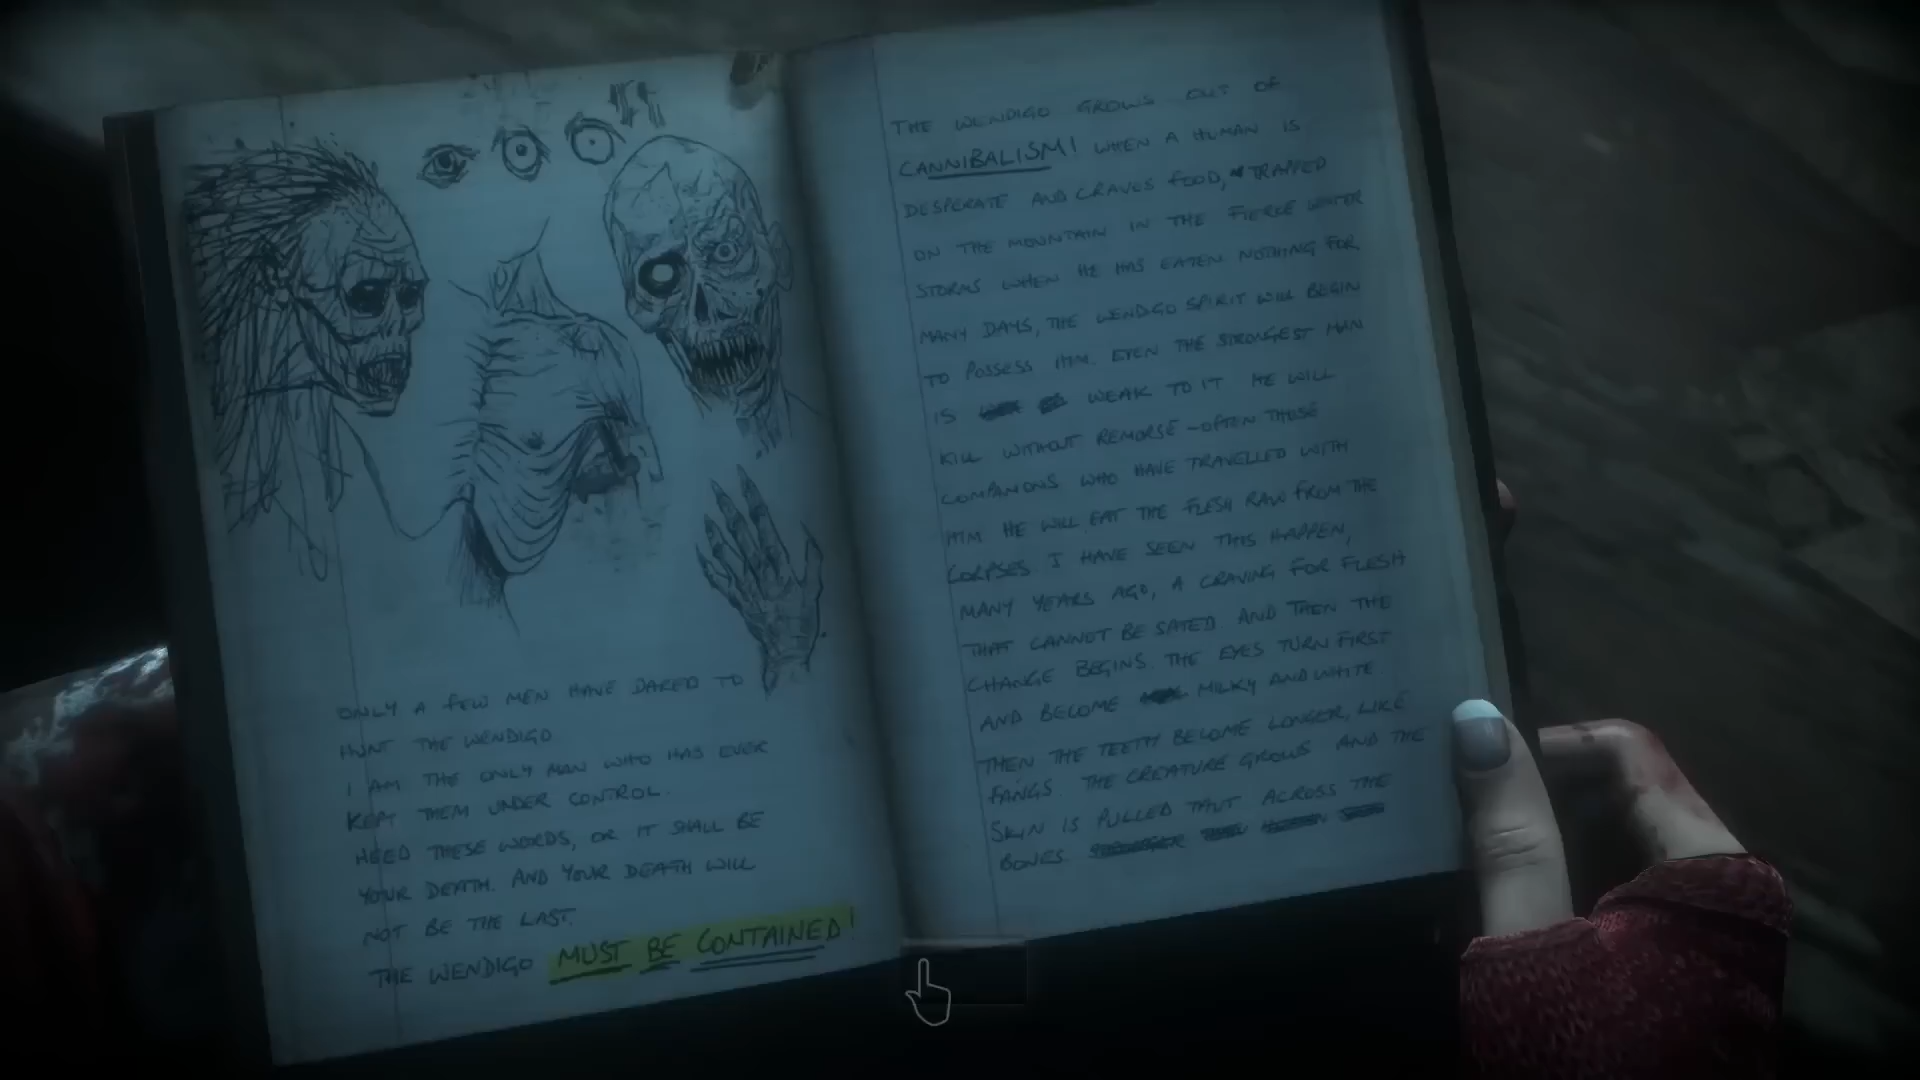 ONLY A FEW MEN HAVE DARED TO
HUNT THE WENDIGO
I AM THE ONLY MAN WHO HAS EVER
KEPT THEM UNDER CONTROL.
HEED THESE WORDS, OR IT SHALL BE
YOUR DEATH. AND YOUR DEATH WILL
NOT BE THE LAST.
THE WENDIGO MUST BE CONTAINED!
THE WENDIGO GROWS OUT OF
CANNIBALISM! WHEN A HUMAN IS
DESPERATE AND CRAVES FOOD, TRAPPED
ON THE MOUNTAIN IN THE FIERCE WINTER
STORMS WHEN HE HAS EATEN NOTHING FOR
MANY DAYS, THE WENDIGO SPIRIT WILL BEGIN
TO POSSESS HIM. EVEN THE STRONGEST MAN
IS WEAK TO IT HE WILL
KILL WITHOUT REMORSE - OFTEN THOSE
COMPANIONS WHO HAVE TRAVELLED WITH
HIM HE WILL EAT THE FLESH RAW FROM THE
CORPSES I HAVE SEEN THIS HAPPEN,
MANY YEARS AGO, A CRAVING FOR FLESH
THAT CANNOT BE SATED AND THEN THE
CHANGE BEGINS. THE EYES TURN FIRST
AND BECOME MILKY AND WHITE
THEN THE TEETH BECOME LONGER, LIKE
FANGS. THE CREATURE GROWS AND THE
SKIN IS PULLED TAUT ACROSS THE
BONES.